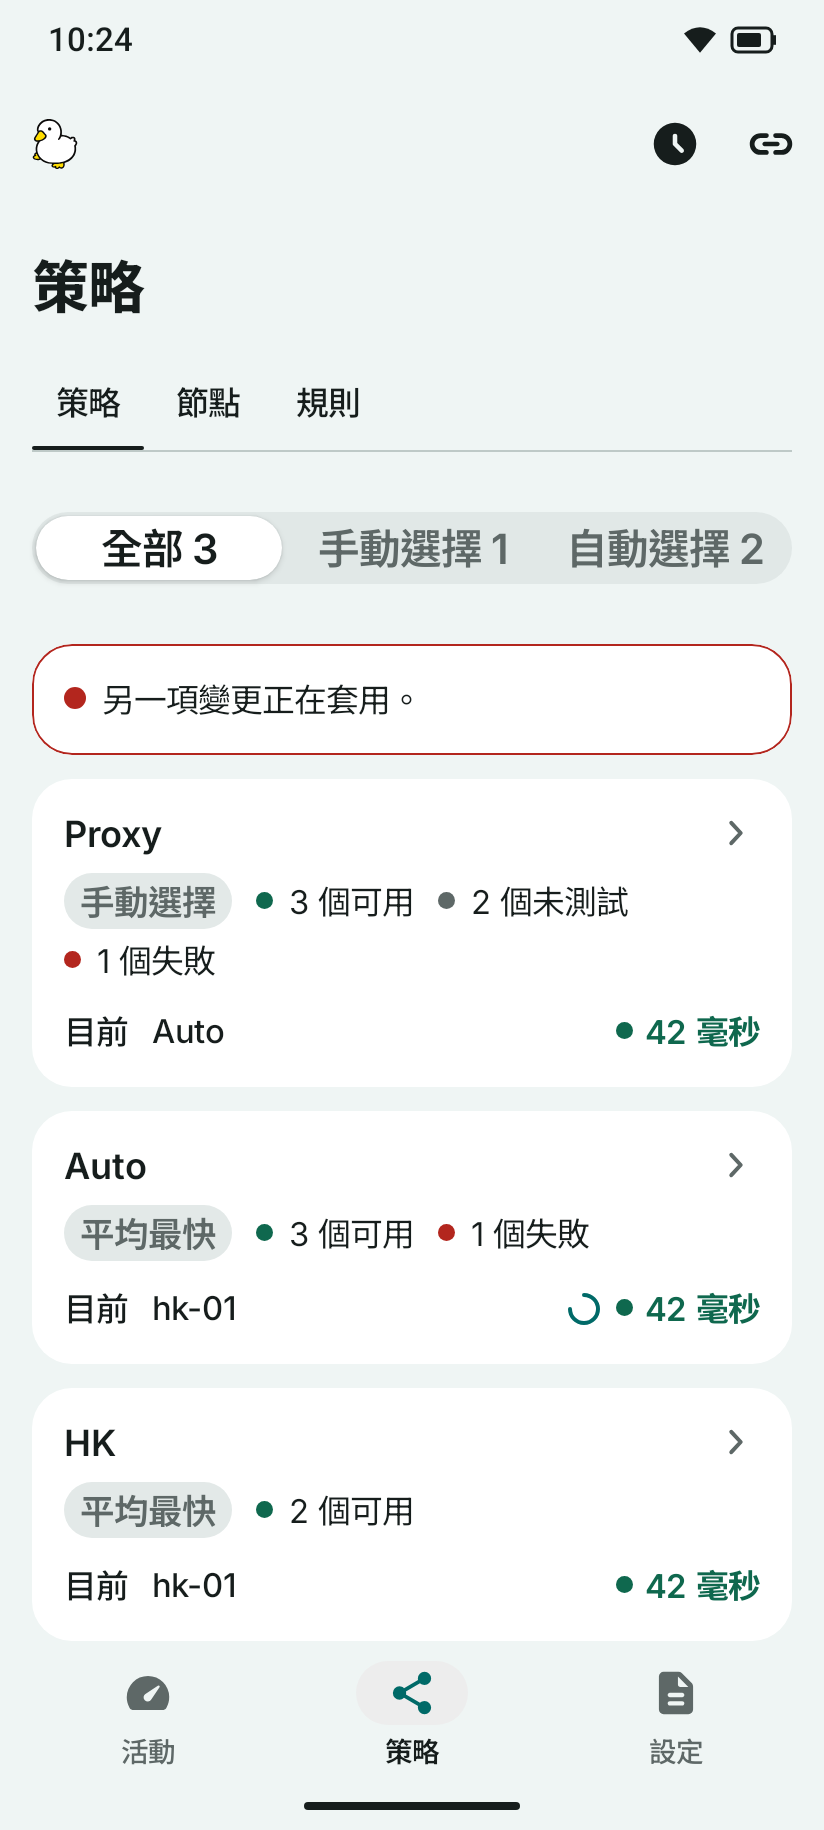 10:24
策略
策略 節點 規則
全部 3 手動選擇 1 自動選擇 2
另一項變更正在套用。
Proxy
手動選擇 3 個可用 2 個未測試
1 個失敗
目前 Auto 42 毫秒
Auto
平均最快 3 個可用 1 個失敗
目前 hk-01 42 毫秒
HK
平均最快 2 個可用
目前 hk-01 42 毫秒
活動 策略 設定